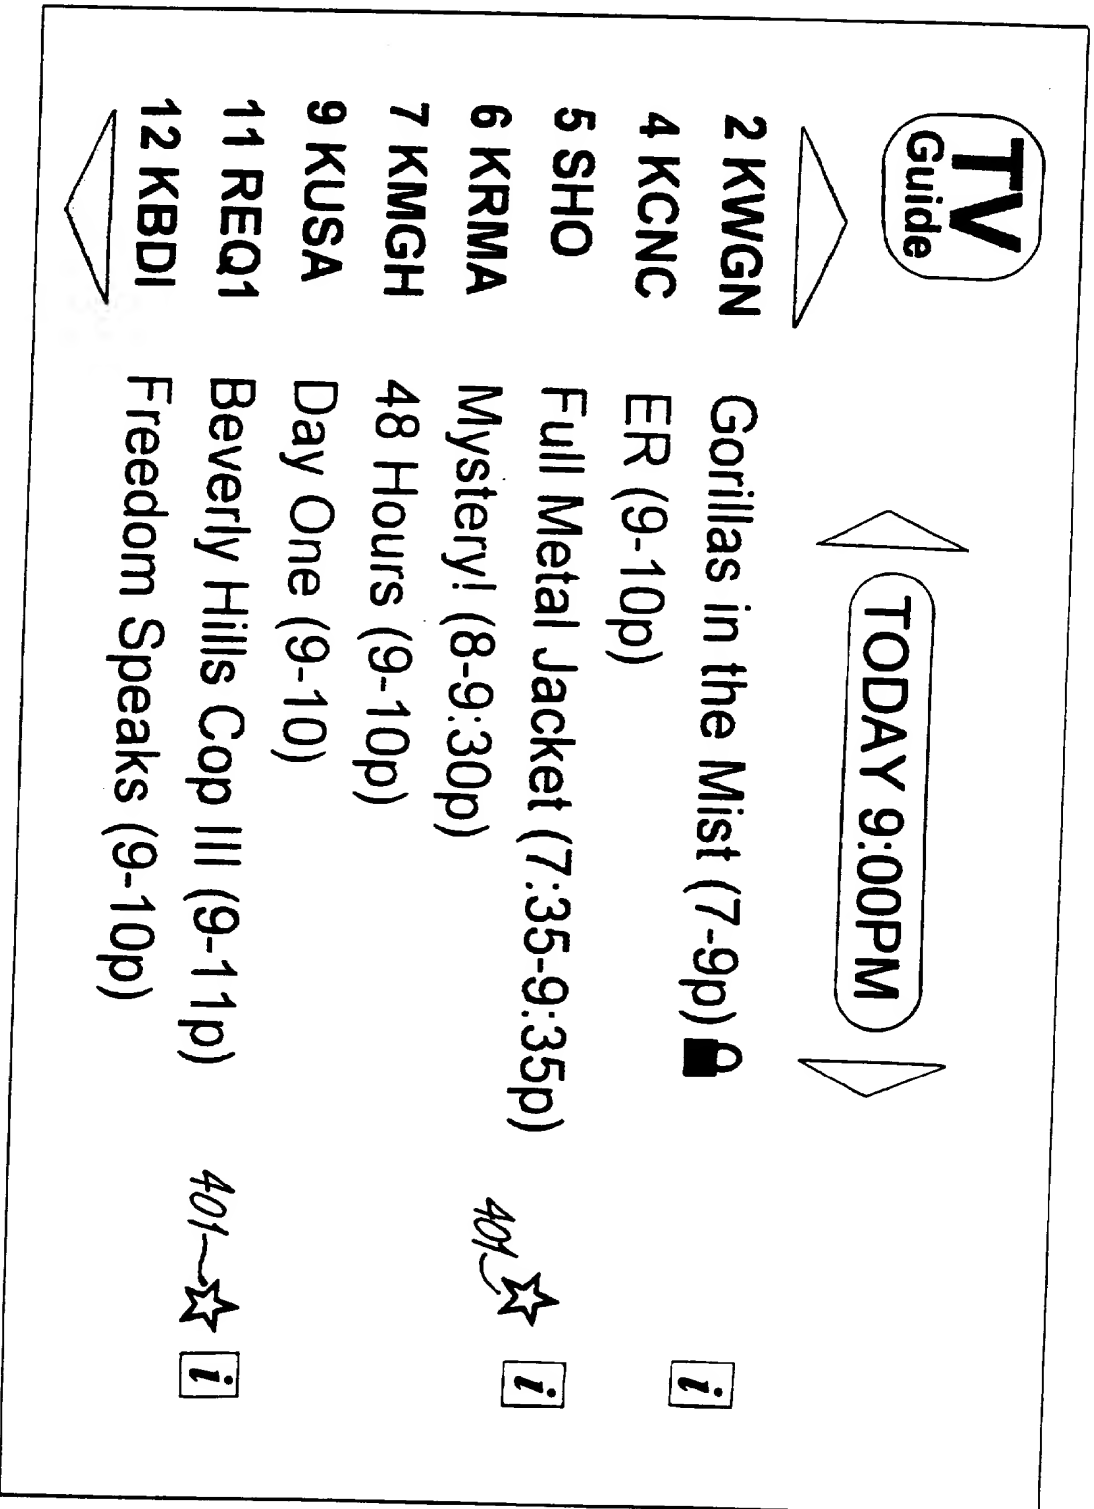 TV
Guide
TODAY 9:00PM
2 KWGN Gorillas in the Mist (7-9p) i
4 KCNC ER (9-10p)
5 SHO Full Metal Jacket (7:35-9:35p) 401 i
6 KRMA Mystery! (8-9:30p)
7 KMGH 48 Hours (9-10p)
9 KUSA Day One (9-10)
11 REQ1 Beverly Hills Cop III (9-11p) 401 i
12 KBDI Freedom Speaks (9-10p)